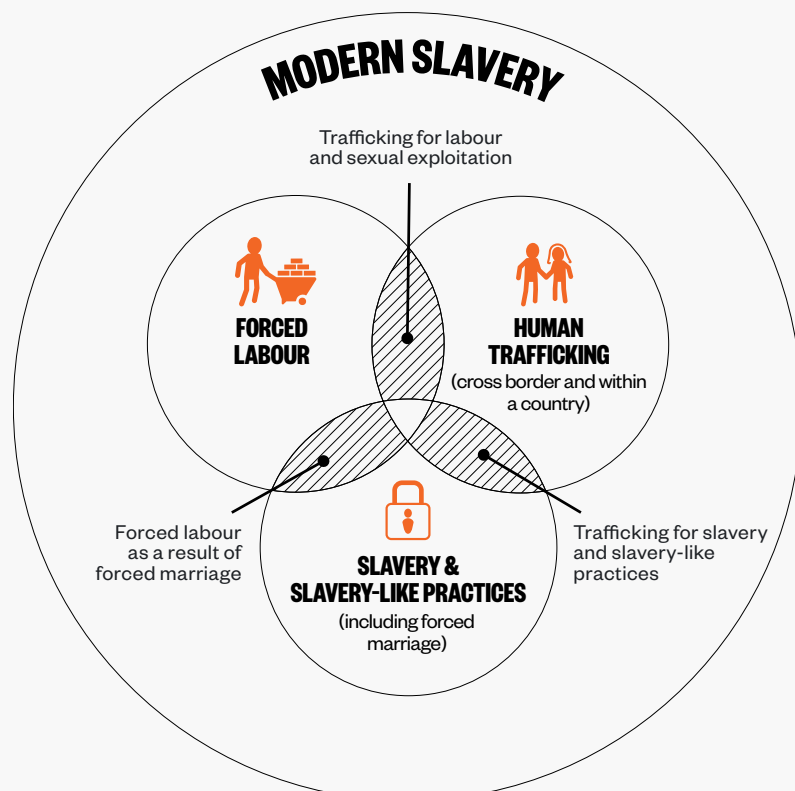 MODERN SLAVERY
Trafficking for labour
and sexual exploitation
FORCED
LABOUR
HUMAN
TRAFFICKING
(cross border and within
a country)
Forced labour
as a result of
forced marriage
SLAVERY &
SLAVERY-LIKE PRACTICES
(including forced
marriage)
Trafficking for slavery
and slavery-like
practices